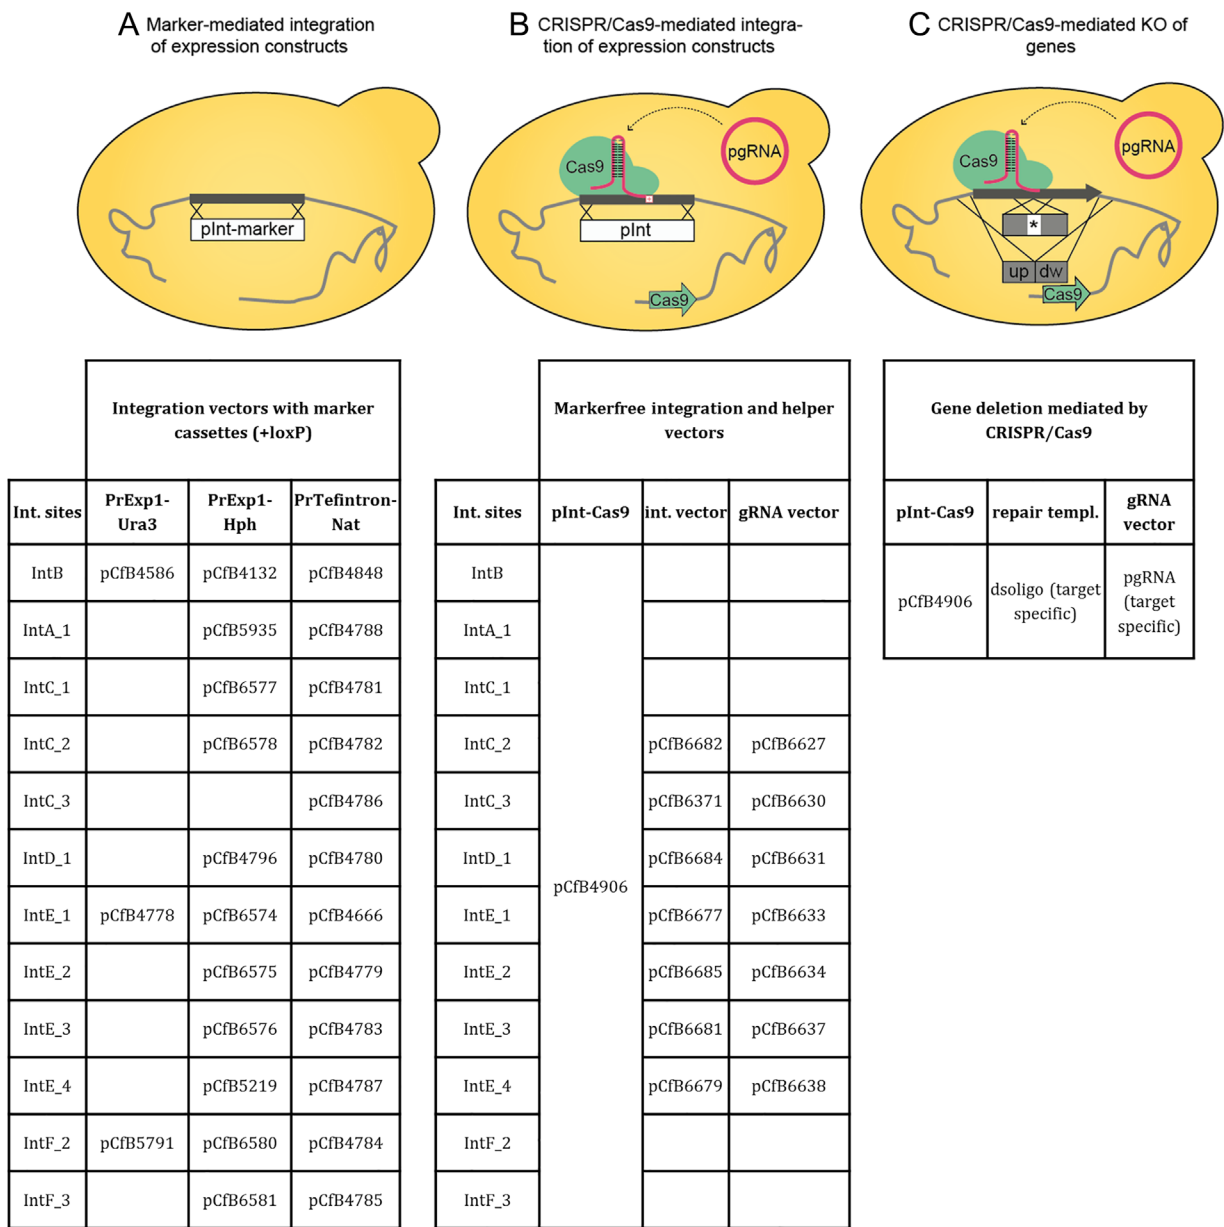 A Marker-mediated integration
of expression constructs
B CRISPR/Cas9-mediated integra-
tion of expression constructs
C CRISPR/Cas9-mediated KO of
genes
pInt-marker
Cas9
pgRNA
pInt
Cas9
Cas9
pgRNA
*
up dw
Cas9
Integration vectors with marker
cassettes (+loxP)
Int. sites PrExp1-Ura3 PrExp1-Hph PrTefintron-Nat
IntB pCfB4586 pCfB4132 pCfB4848
IntA_1 pCfB5935 pCfB4788
IntC_1 pCfB6577 pCfB4781
IntC_2 pCfB6578 pCfB4782
IntC_3 pCfB4786
IntD_1 pCfB4796 pCfB4780
IntE_1 pCfB4778 pCfB6574 pCfB4666
IntE_2 pCfB6575 pCfB4779
IntE_3 pCfB6576 pCfB4783
IntE_4 pCfB5219 pCfB4787
IntF_2 pCfB5791 pCfB6580 pCfB4784
IntF_3 pCfB6581 pCfB4785
Markerfree integration and helper
vectors
Int. sites pInt-Cas9 int. vector gRNA vector
IntB
IntA_1
IntC_1
IntC_2 pCfB6682 pCfB6627
IntC_3 pCfB6371 pCfB6630
IntD_1 pCfB6684 pCfB6631
pCfB4906
IntE_1 pCfB6677 pCfB6633
IntE_2 pCfB6685 pCfB6634
IntE_3 pCfB6681 pCfB6637
IntE_4 pCfB6679 pCfB6638
IntF_2
IntF_3
Gene deletion mediated by
CRISPR/Cas9
pInt-Cas9 repair templ. gRNA vector
pCfB4906 dsoligo (target specific) pgRNA (target specific)